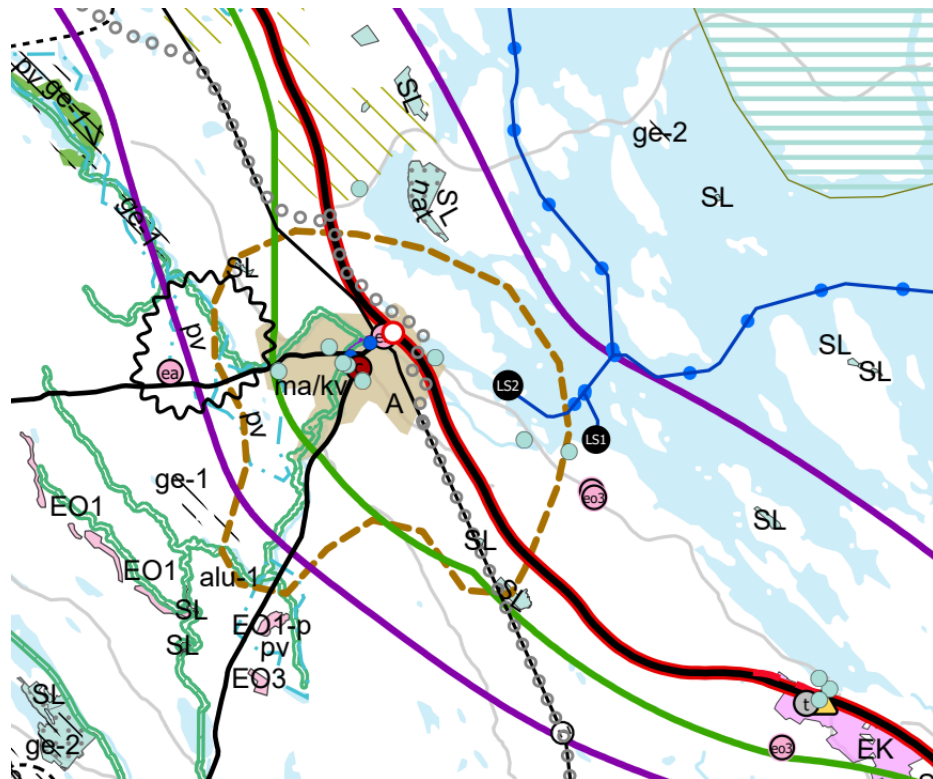 pv
ge-1
SL
ge-2
mat
SL
SL
ge-1
SL
pv
ea
ma/kv
A
LS2
SL
SL
pv
LS1
ge-1
EO1
eo3
SL
SL
EO1
alu-1
SL
SL
EO1-p
pv
EO3
SL
ge-2
t
EK
eo3